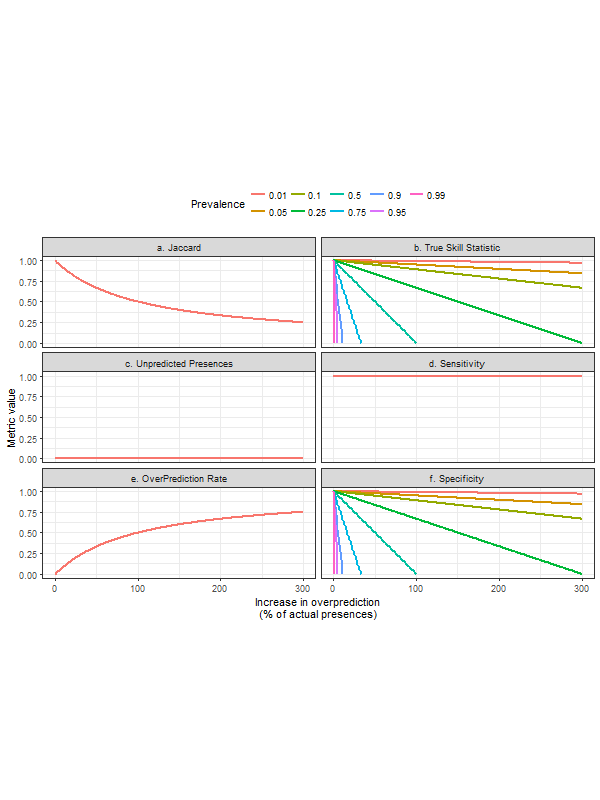 Prevalence
0.01 0.1 0.5 0.9 0.99
0.05 0.25 0.75 0.95
a. Jaccard b. True Skill Statistic
1.00
0.75
0.50
0.25
0.00
c. Unpredicted Presences d. Sensitivity
1.00
0.75
0.50
0.25
0.00
Metric value
e. OverPrediction Rate f. Specificity
1.00
0.75
0.50
0.25
0.00
0 100 200 300 0 100 200 300
Increase in overprediction
(% of actual presences)